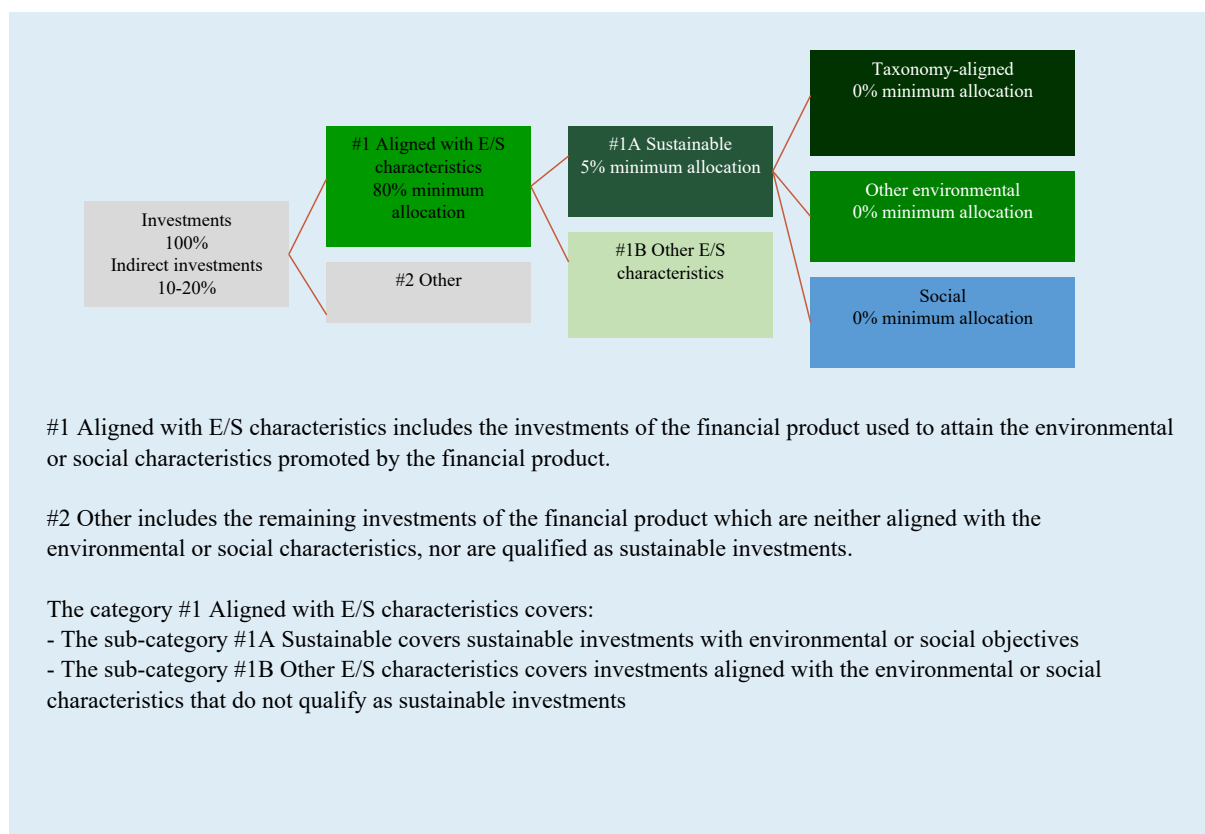 Investments
100%
Indirect investments
10-20%
#1 Aligned with E/S
characteristics
80% minimum
allocation
#2 Other
#1A Sustainable
5% minimum allocation
#1B Other E/S
characteristics
Taxonomy-aligned
0% minimum allocation
Other environmental
0% minimum allocation
Social
0% minimum allocation
#1 Aligned with E/S characteristics includes the investments of the financial product used to attain the environmental
or social characteristics promoted by the financial product.
#2 Other includes the remaining investments of the financial product which are neither aligned with the
environmental or social characteristics, nor are qualified as sustainable investments.
The category #1 Aligned with E/S characteristics covers:
- The sub-category #1A Sustainable covers sustainable investments with environmental or social objectives
- The sub-category #1B Other E/S characteristics covers investments aligned with the environmental or social
characteristics that do not qualify as sustainable investments